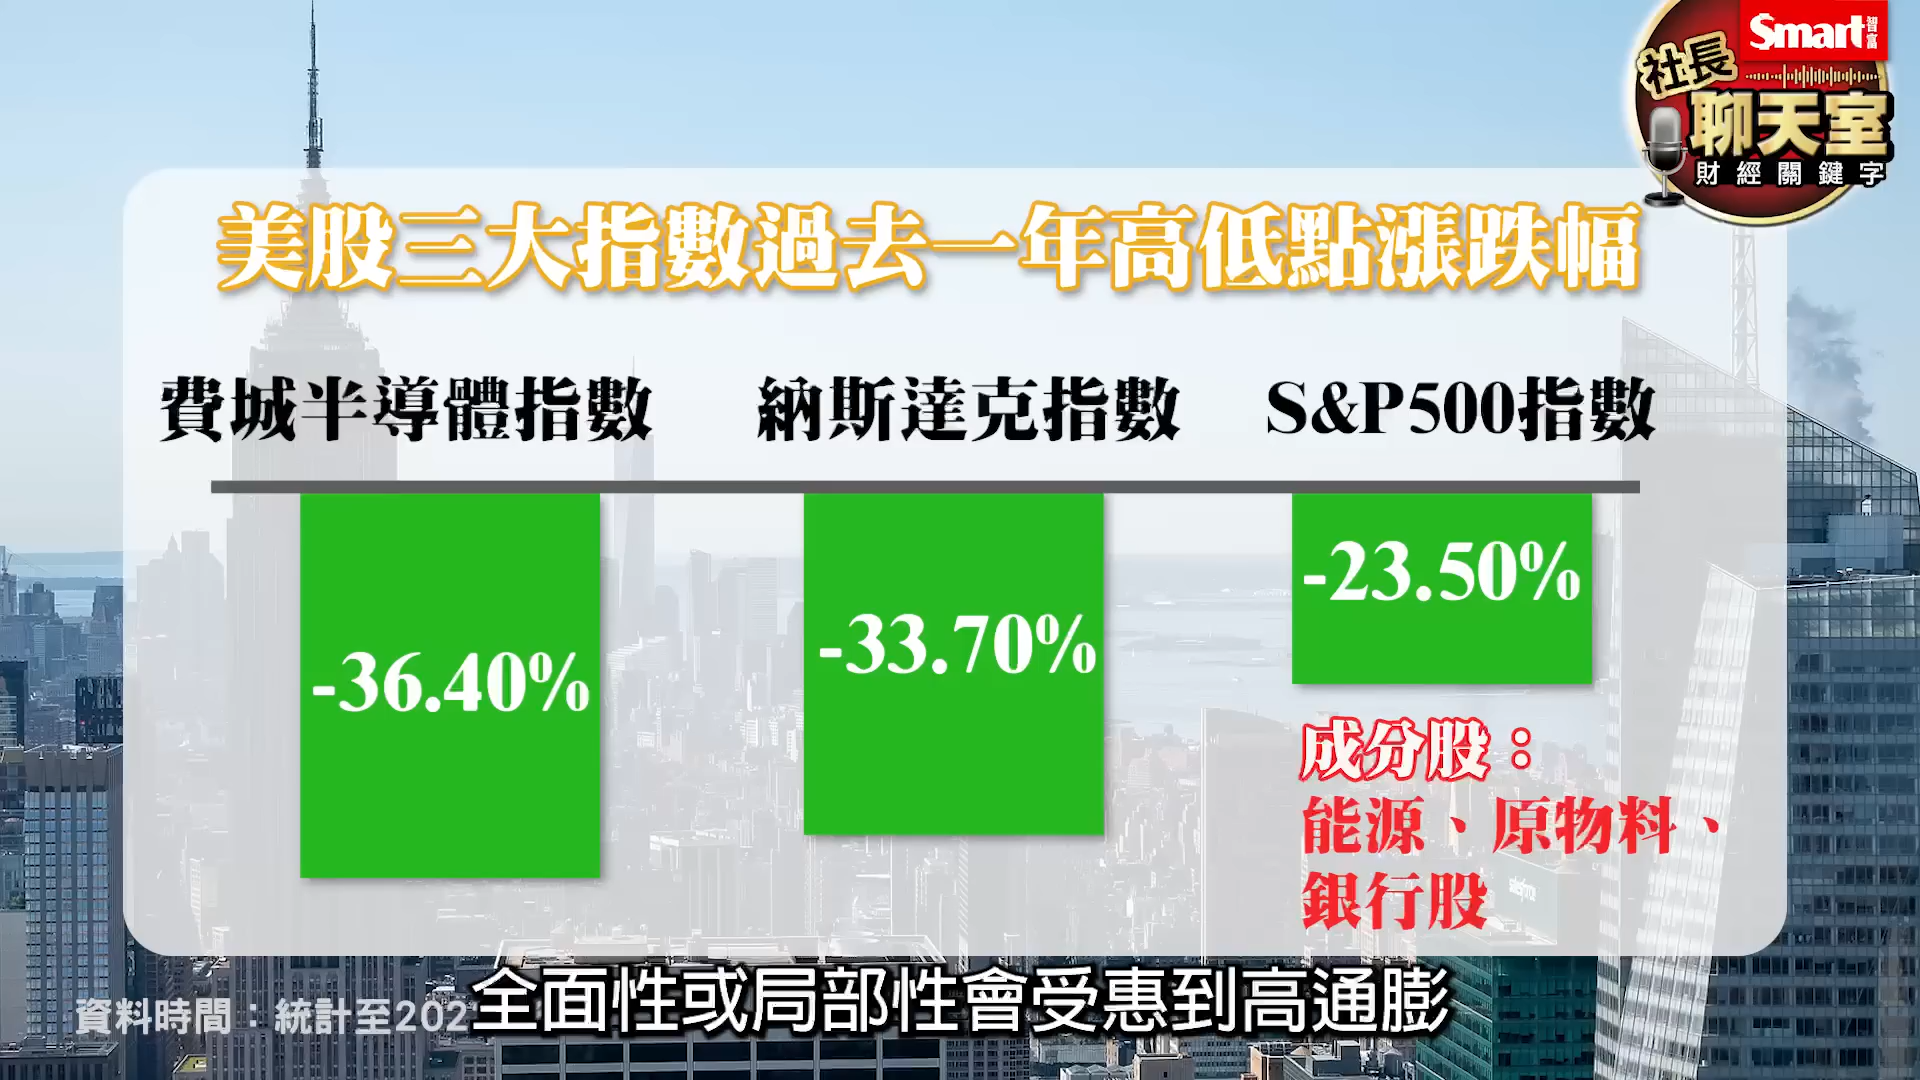 Smart智富
社長
聊天室
財經關鍵字
美股三大指數過去一年高低點漲跌幅
費城半導體指數 納斯達克指數 S&P500指數
-36.40% -33.70% -23.50%
成分股：
能源、原物料、
銀行股
資料時間：統計至202
全面性或局部性會受惠到高通膨